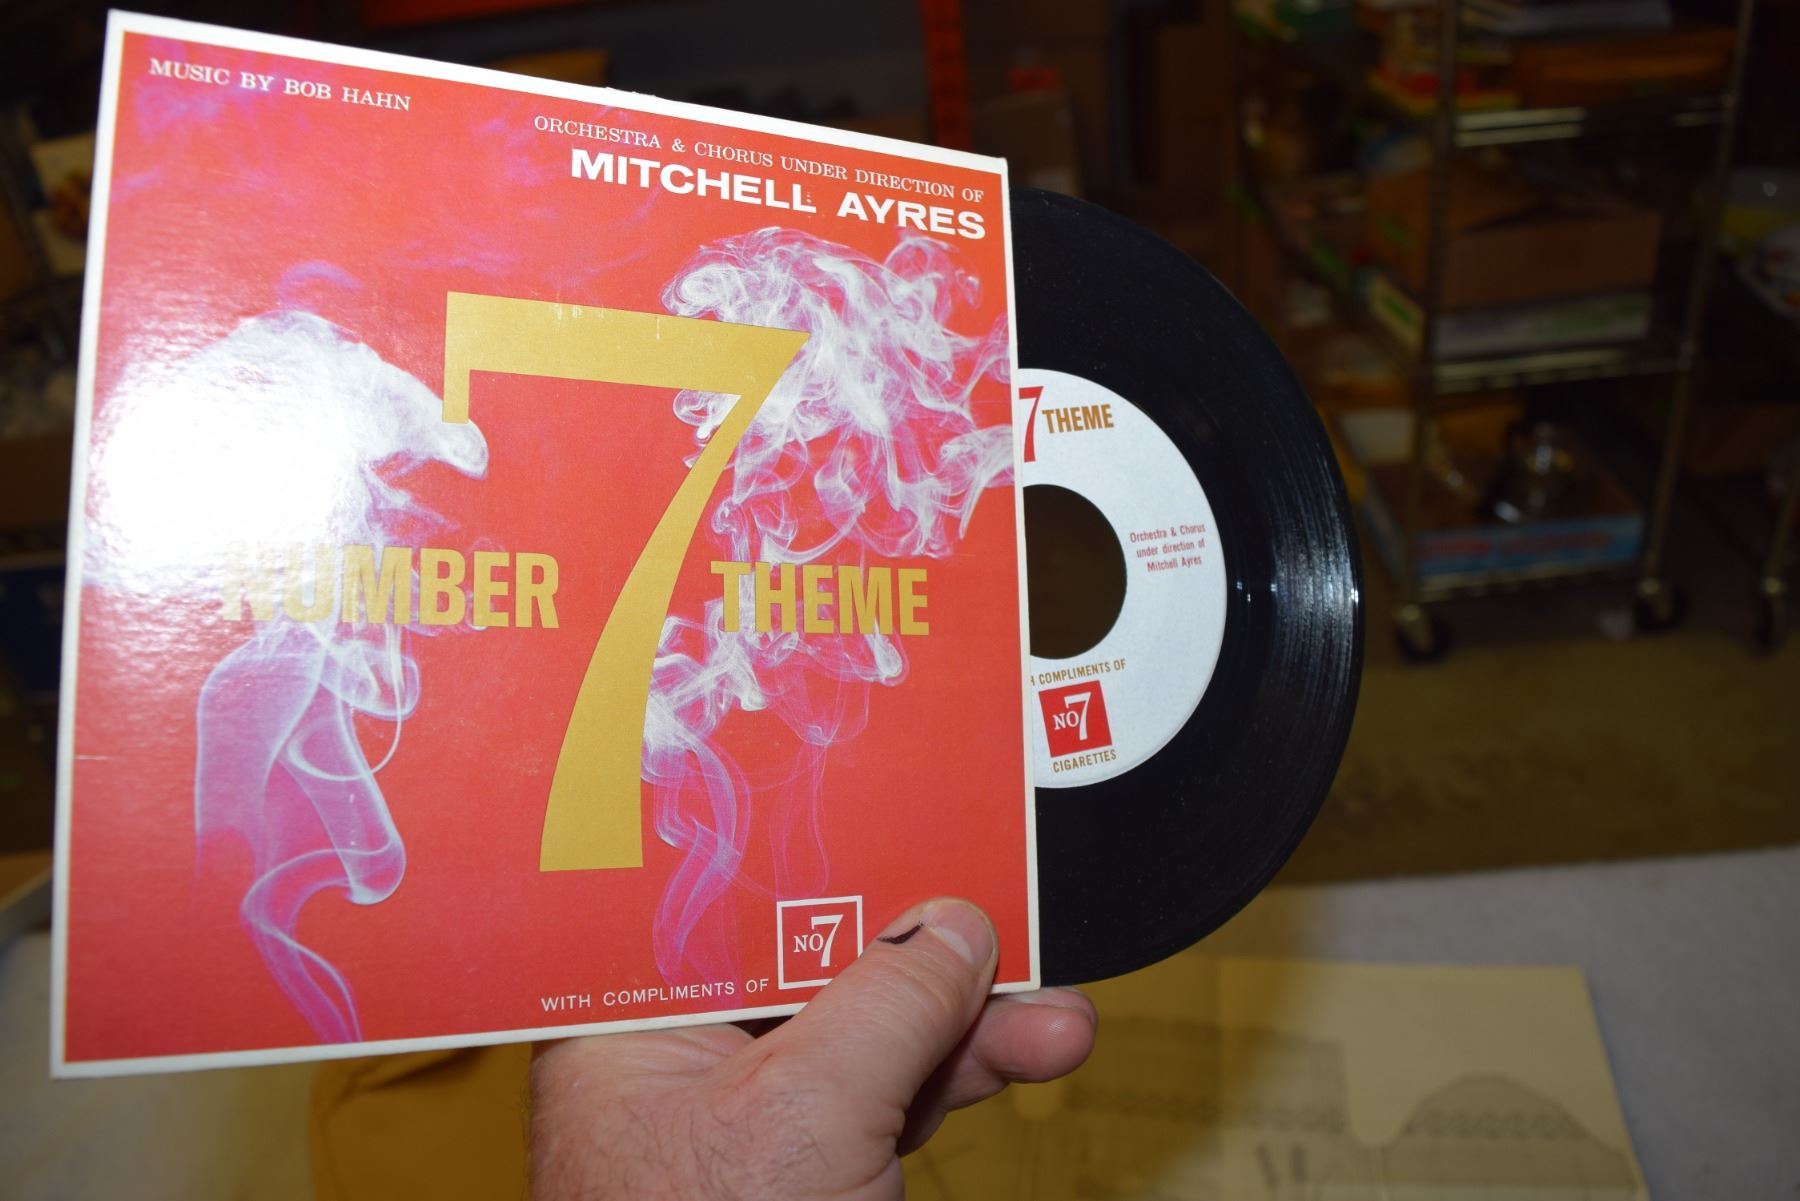 MUSIC BY BOB HAHN
ORCHESTRA & CHORUS UNDER DIRECTION OF
MITCHELL AYRES
NUMBER 7 THEME
WITH COMPLIMENTS OF NO7
7 THEME
Orchestra & Chorus
under direction of
Mitchell Ayres
H COMPLIMENTS OF
NO7
CIGARETTES